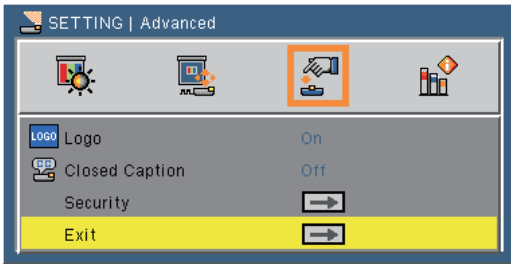 SETTING | Advanced
LOGO Logo On
Closed Caption Off
Security
Exit